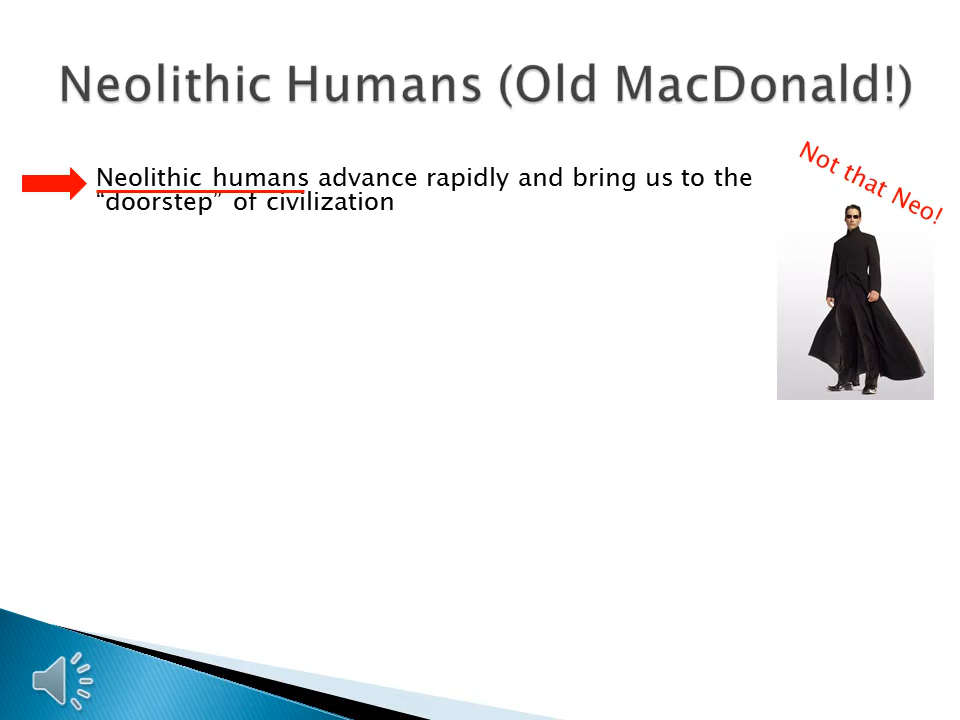 Neolithic Humans (Old MacDonald!)
Not that Neo!
Neolithic humans advance rapidly and bring us to the
“doorstep” of civilization